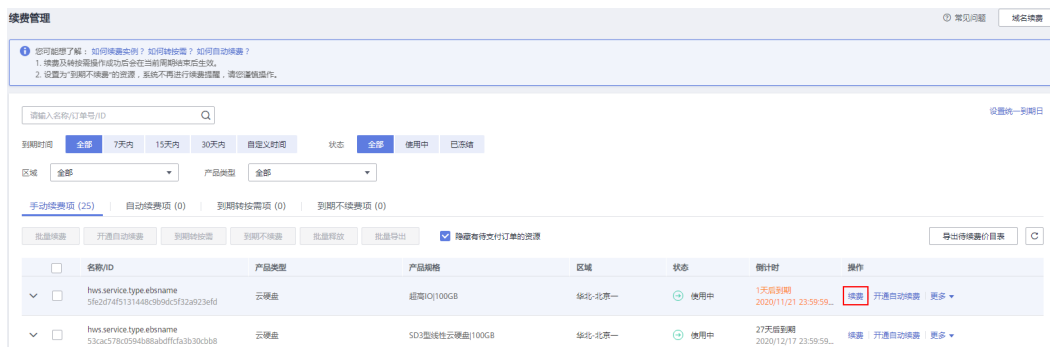 续费管理
常见问题
域名续费
您可能想了解：如何续费实例？如何转按需？如何自动续费？
1. 续费及转按需操作成功后会在当前周期结束后生效。
2. 设置为“到期不续费”的资源，系统不再进行续费提醒，请您谨慎操作。
请输入名称/订单号/ID
设置统一到期日
到期时间 全部 7天内 15天内 30天内 自定义时间 状态 全部 使用中 已冻结
区域 全部 产品类型 全部
手动续费项 (25) 自动续费项 (0) 到期转按需项 (0) 到期不续费项 (0)
批量续费 开通自动续费 到期转按需 到期不续费 批量释放 批量导出 隐藏有待支付订单的资源 导出待续费价目表
名称/ID 产品类型 产品规格 区域 状态 倒计时 操作
hws.service.type.ebsname 云硬盘 超高IO|100GB 华北-北京一 使用中 1天后到期 续费 开通自动续费 更多
5fe2d74f5131448c9b9dc5f32a923efd 2020/11/21 23:59:59...
hws.service.type.ebsname 云硬盘 SD3型线性云硬盘|100GB 华北-北京一 使用中 27天后到期 续费 开通自动续费 更多
53cac578c0594b88abdffcfa3b30cbb8 2020/12/17 23:59:59...